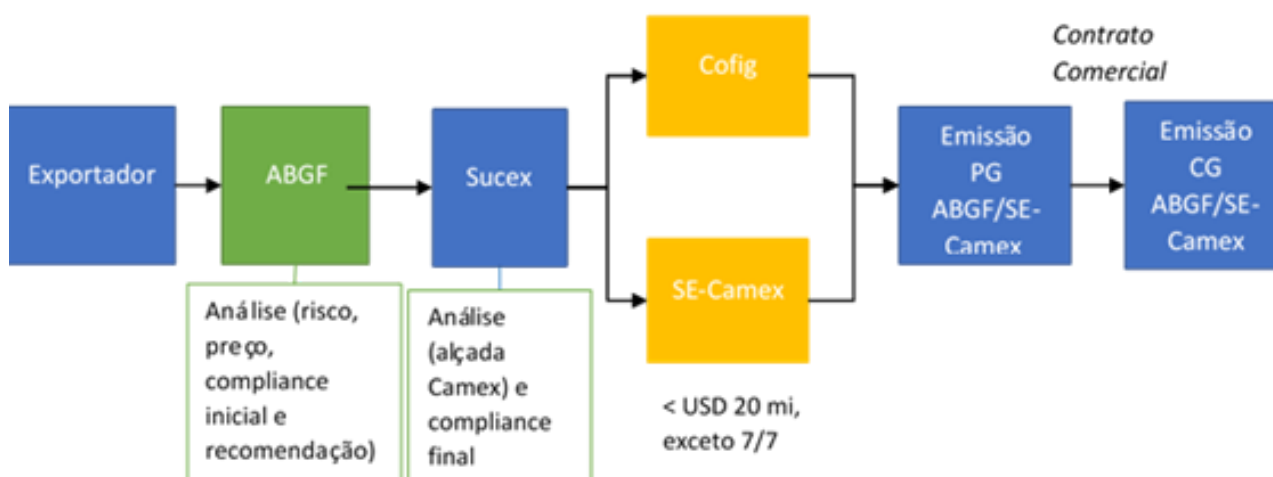 Exportador
ABGF
Sucex
Cofig
SE-Camex
Contrato
Comercial
Emissão
PG
ABGF/SE-
Camex
Emissão
CG
ABGF/SE-
Camex
Análise (risco,
preço,
compliance
inicial e
recomendação)
Análise
(alçada
Camex) e
compliance
final
< USD 20 mi,
exceto 7/7